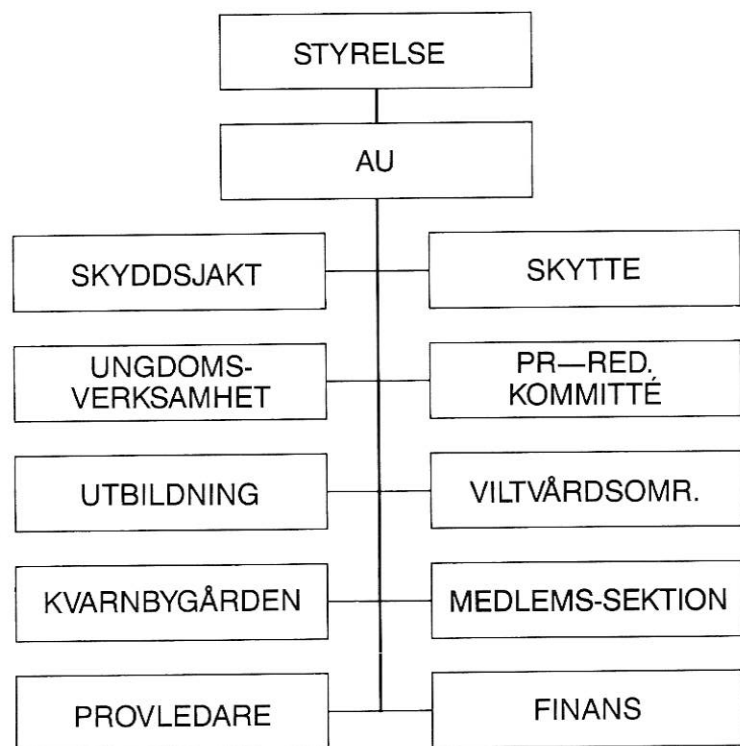 STYRELSE
AU
SKYDDSJAKT
SKYTTE
UNGDOMS-
VERKSAMHET
PR—RED.
KOMMITTÉ
UTBILDNING
VILTVÅRDSOMR.
KVARNBYGÅRDEN
MEDLEMS-SEKTION
PROVLEDARE
FINANS